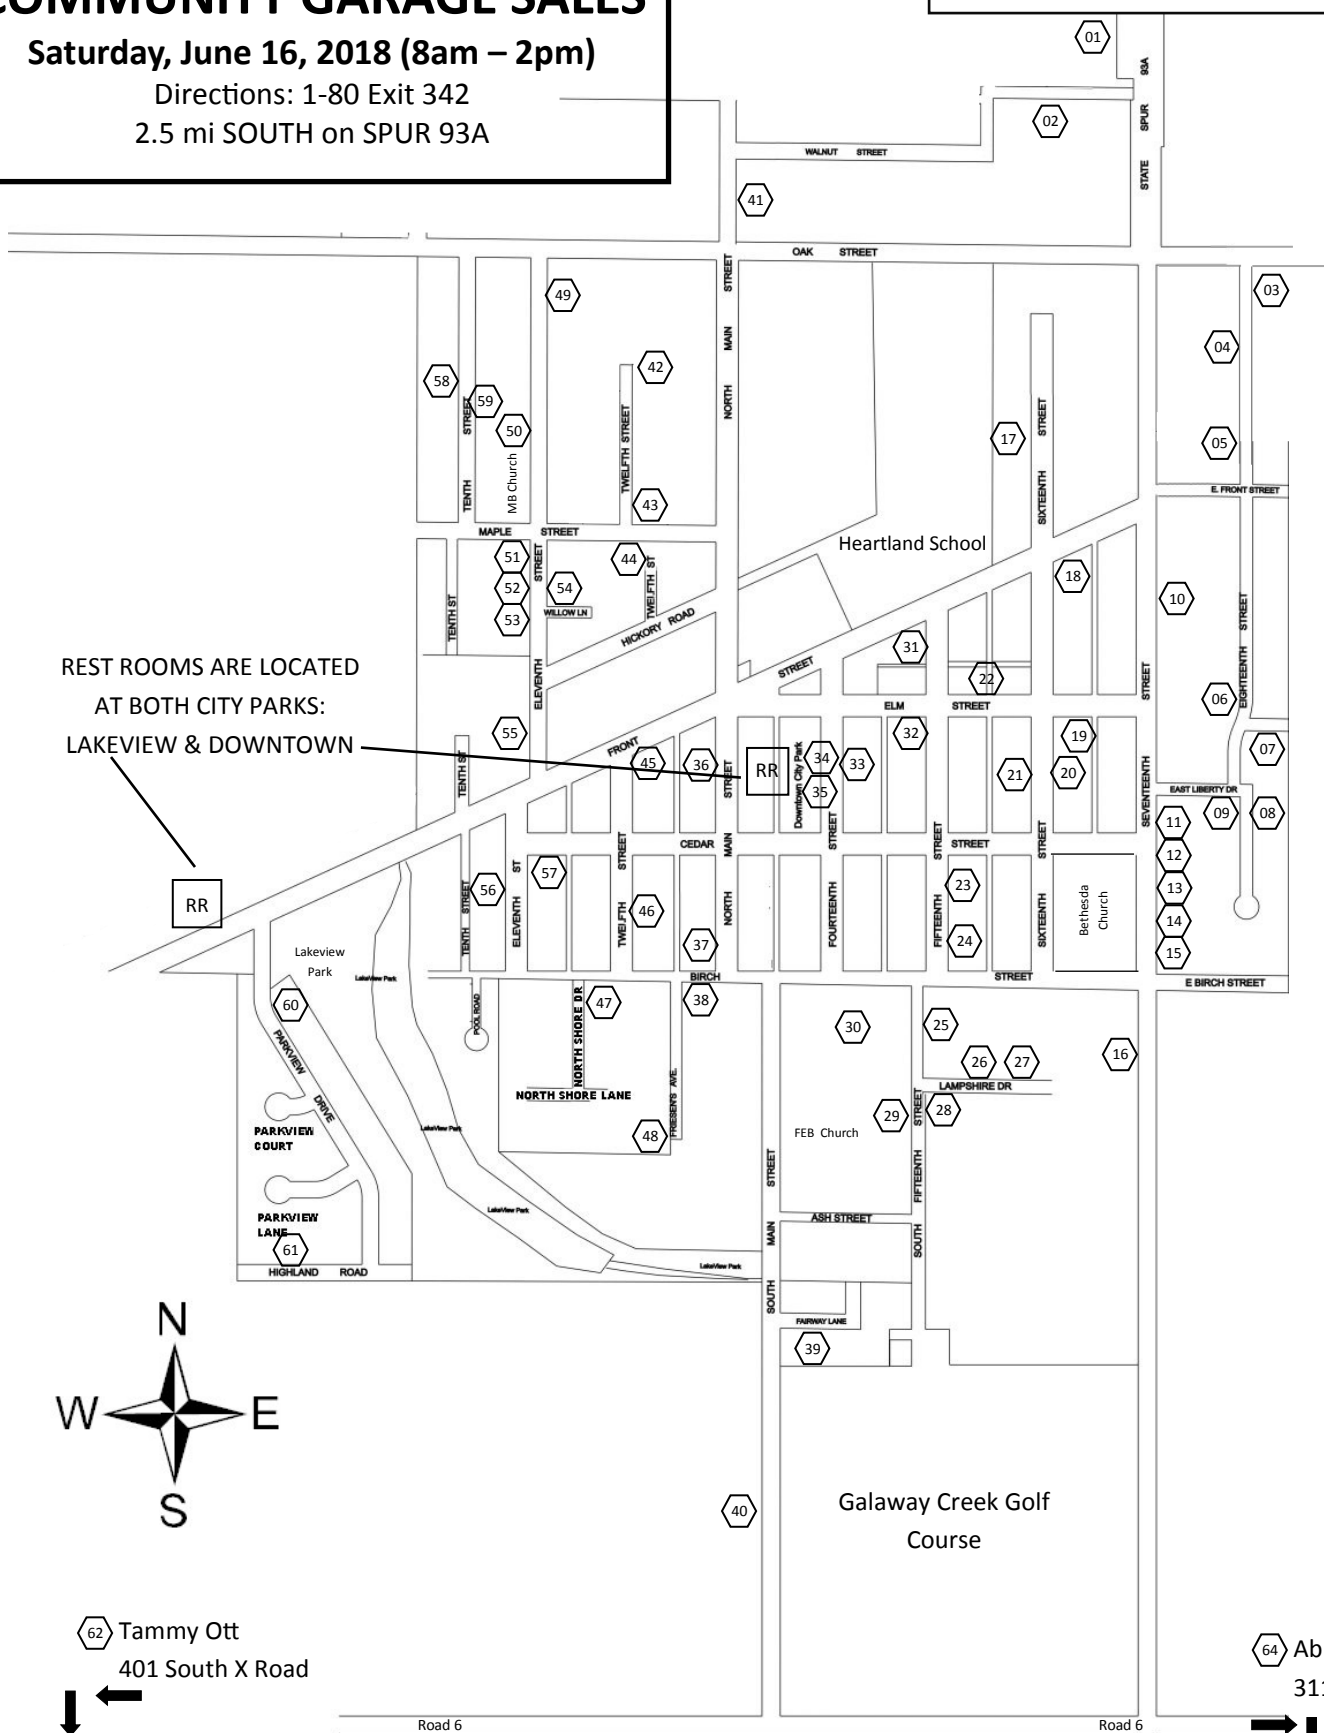 COMMUNITY GARAGE SALES
Saturday, June 16, 2018 (8am – 2pm)
Directions: 1-80 Exit 342
2.5 mi SOUTH on SPUR 93A
01
STATE SPUR 93A
02
WALNUT STREET
41
OAK STREET
03
49
NORTH MAIN STREET
04
42
58
59
TENTH STREET
50
MB Church
TWELFTH STREET
17
SIXTEENTH STREET
05
E. FRONT STREET
43
MAPLE STREET
Heartland School
51
44
TWELFTH ST
52
54
18
10
WILLOW LN
53
TENTH ST
HICKORY ROAD
ELEVENTH STREET
31
EIGHTEENTH STREET
REST ROOMS ARE LOCATED
AT BOTH CITY PARKS:
LAKEVIEW & DOWNTOWN
FRONT STREET
22
06
ELM STREET
55
32
19
07
TENTH ST
45
36
RR
Downtown City Park
34
33
21
20
35
SEVENTEENTH STREET
EAST LIBERTY DR
09
08
11
NORTH MAIN STREET
CEDAR STREET
12
57
56
23
13
RR
TENTH STREET
ELEVENTH ST
TWELFTH STREET
46
FOURTEENTH STREET
FIFTEENTH STREET
SIXTEENTH STREET
Bethesda
Church
14
37
24
15
Lakeview
Park
LakeView Park
BIRCH STREET
E BIRCH STREET
60
POOL ROAD
NORTH SHORE DR
47
38
30
25
PARKVIEW DRIVE
26
27
16
LAMPSHIRE DR
NORTH SHORE LANE
FRIESEN'S AVE.
29
28
PARKVIEW
COURT
LakeView Park
48
FEB Church
SOUTH FIFTEENTH STREET
SOUTH MAIN STREET
PARKVIEW
LANE
LakeView Park
ASH STREET
61
HIGHLAND ROAD
LakeView Park
FAIRWAY LANE
39
N
W
E
S
40
Galaway Creek Golf
Course
62
Tammy Ott
401 South X Road
64
Ab
311
Road 6
Road 6